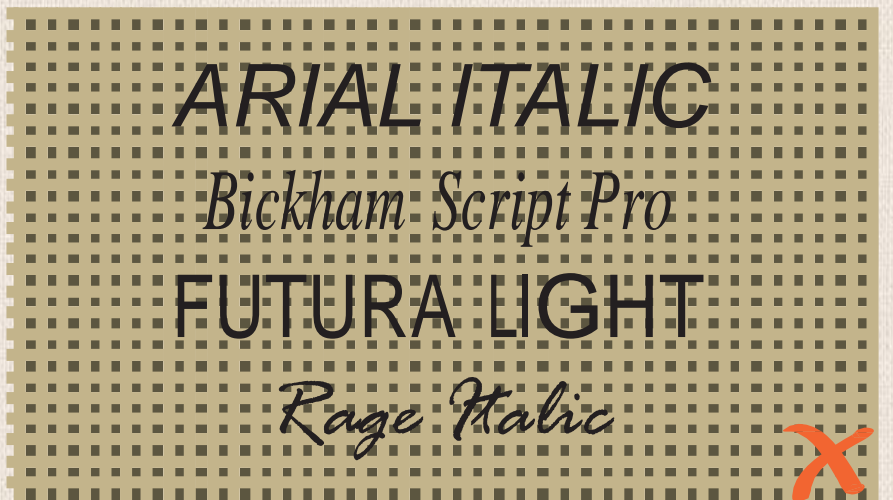 ARIAL ITALIC
Bickham Script Pro
FUTURA LIGHT
Rage Italic